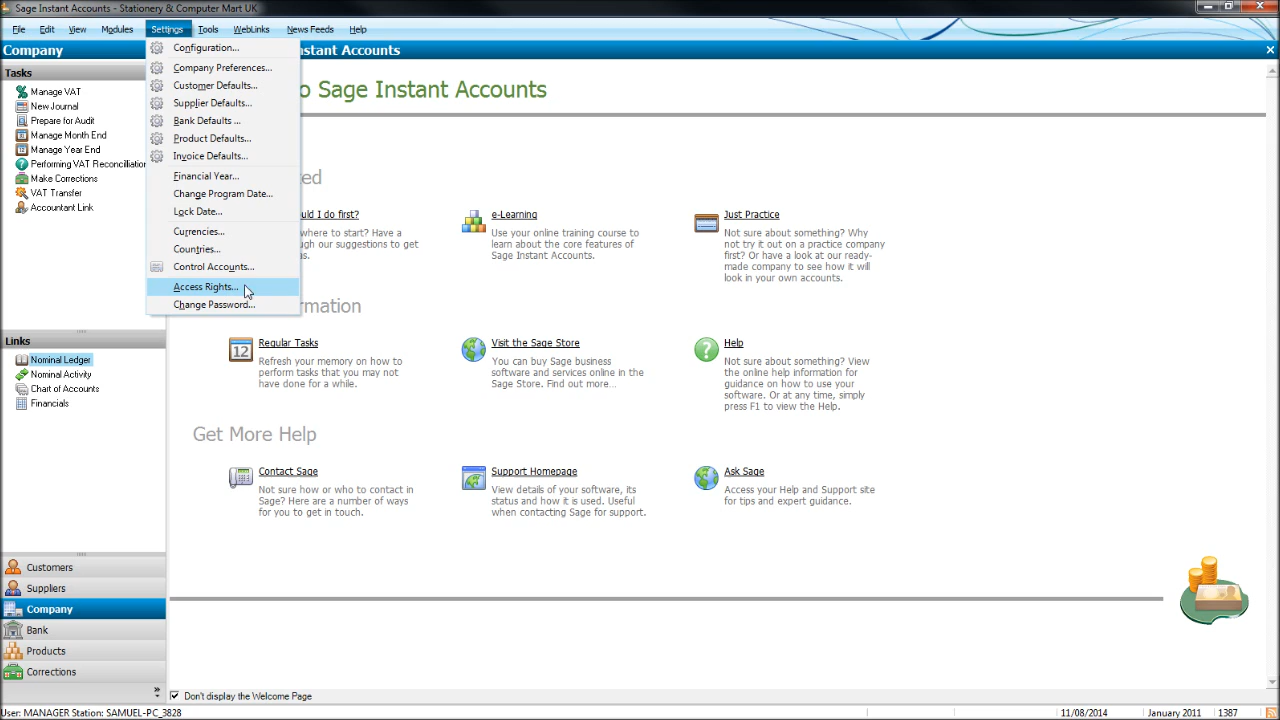 Sage Instant Accounts - Stationery & Computer Mart UK
File Edit View Modules Settings Tools WebLinks News Feeds Help
Company
nstant Accounts
Tasks
Manage VAT
New Journal
Prepare for Audit
Manage Month End
Manage Year End
Performing VAT Reconciliation
Make Corrections
VAT Transfer
Accountant Link
Configuration...
Company Preferences...
Customer Defaults...
Supplier Defaults...
Bank Defaults ...
Product Defaults...
Invoice Defaults...
Financial Year...
Change Program Date...
Lock Date...
Currencies...
Countries...
Control Accounts...
Access Rights...
Change Password...
o Sage Instant Accounts
ed
uld I do first?
where to start? Have a
ugh our suggestions to get
us.
e-Learning
Use your online training course to
learn about the core features of
Sage Instant Accounts.
Just Practice
Not sure about something? Why
not try it out on a practice company
first? Or have a look at our ready-
made company to see how it will
look in your own accounts.
formation
Regular Tasks
12
Refresh your memory on how to
perform tasks that you may not
have done for a while.
Visit the Sage Store
You can buy Sage business
software and services online in the
Sage Store. Find out more...
Help
Not sure about something? View
the online help information for
guidance on how to use your
software. Or at any time, simply
press F1 to view the Help.
Get More Help
Contact Sage
Not sure how or who to contact in
Sage? Here are a number of ways
for you to get in touch.
Support Homepage
View details of your software, its
status and how it is used. Useful
when contacting Sage for support.
Ask Sage
Access your Help and Support site
for tips and expert guidance.
Links
Nominal Ledger
Nominal Activity
Chart of Accounts
Financials
Customers
Suppliers
Company
Bank
Products
Corrections
Don't display the Welcome Page
User: MANAGER Station: SAMUEL-PC_3828
11/08/2014 January 2011 1387